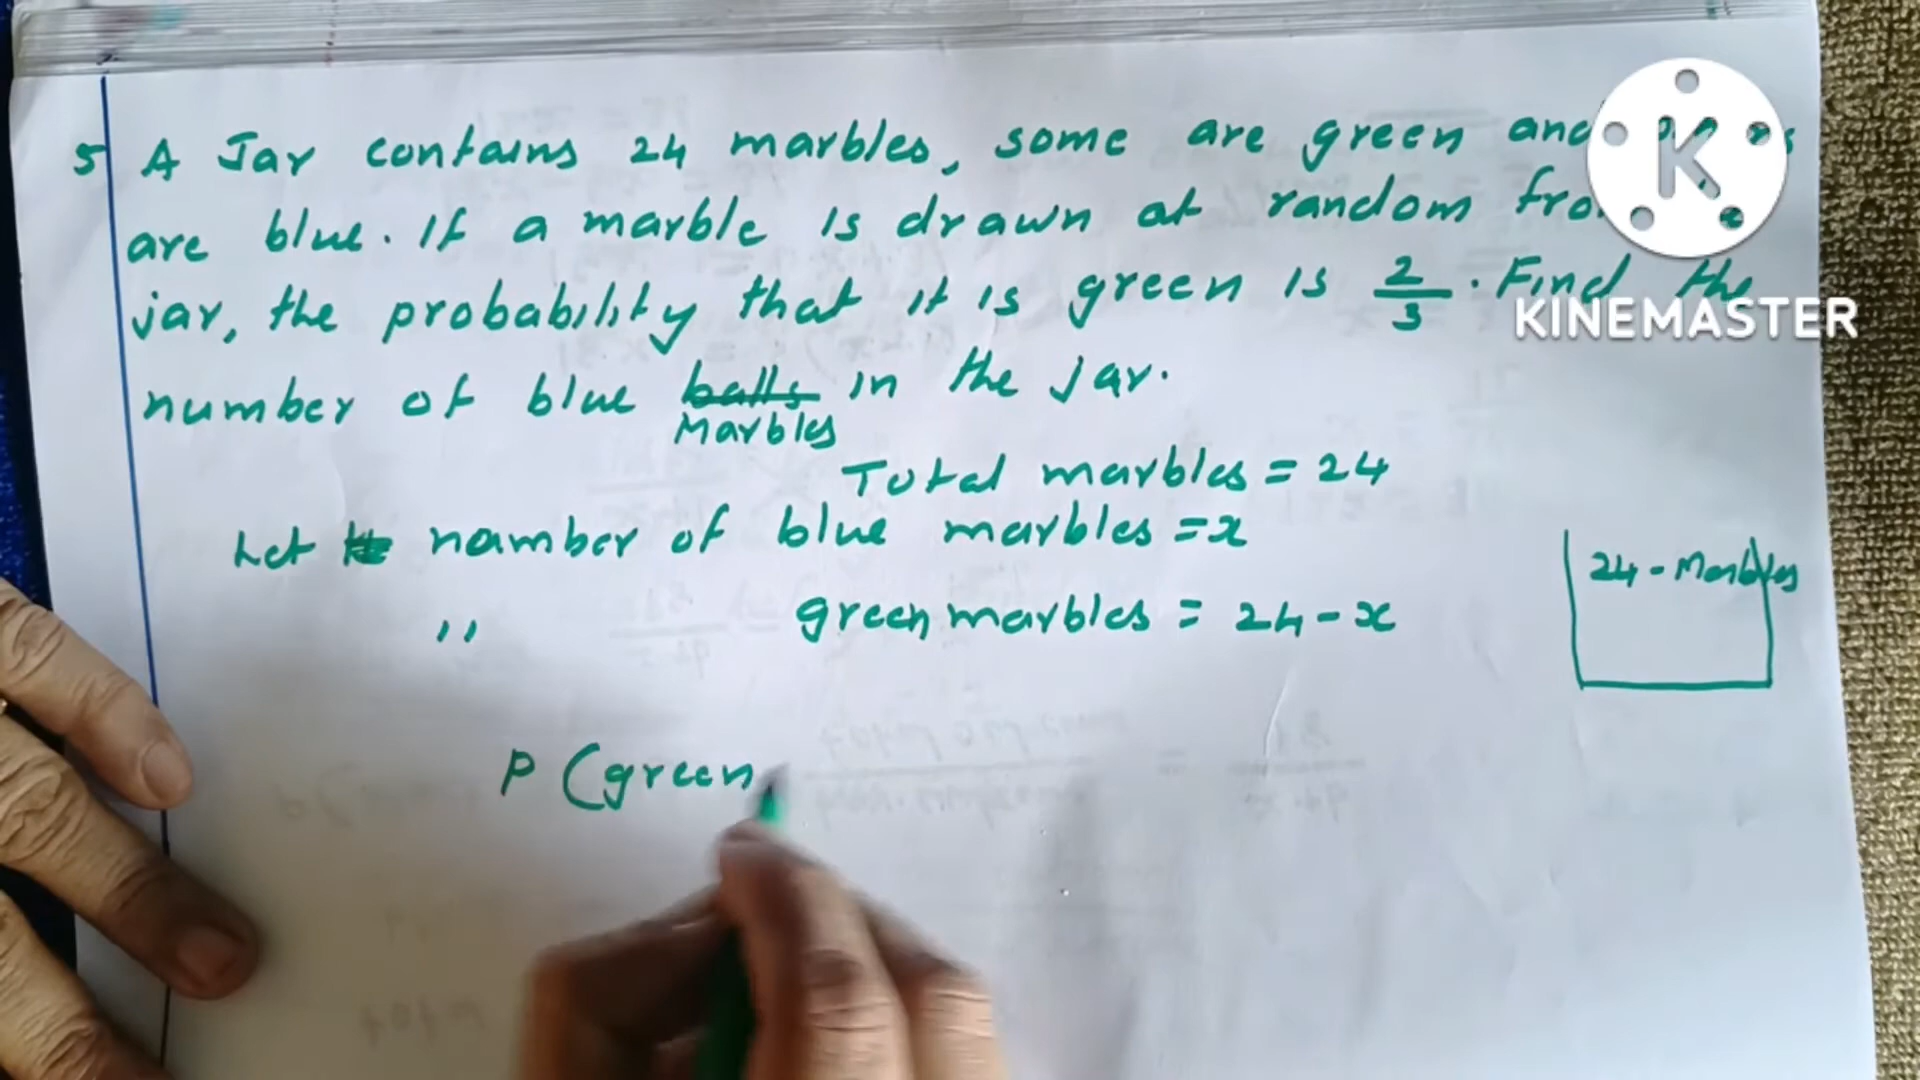 5 A Jar contains 24 marbles, some are green and
are blue. If a marble is drawn at random
jar, the probability that it is green is 2/3. Find the
number of blue balls in the jar.
Marbles
Total marbles = 24
Let number of blue marbles = x
,, green marbles = 24 - x
24 - Marbles
P (green
K
KINEMASTER